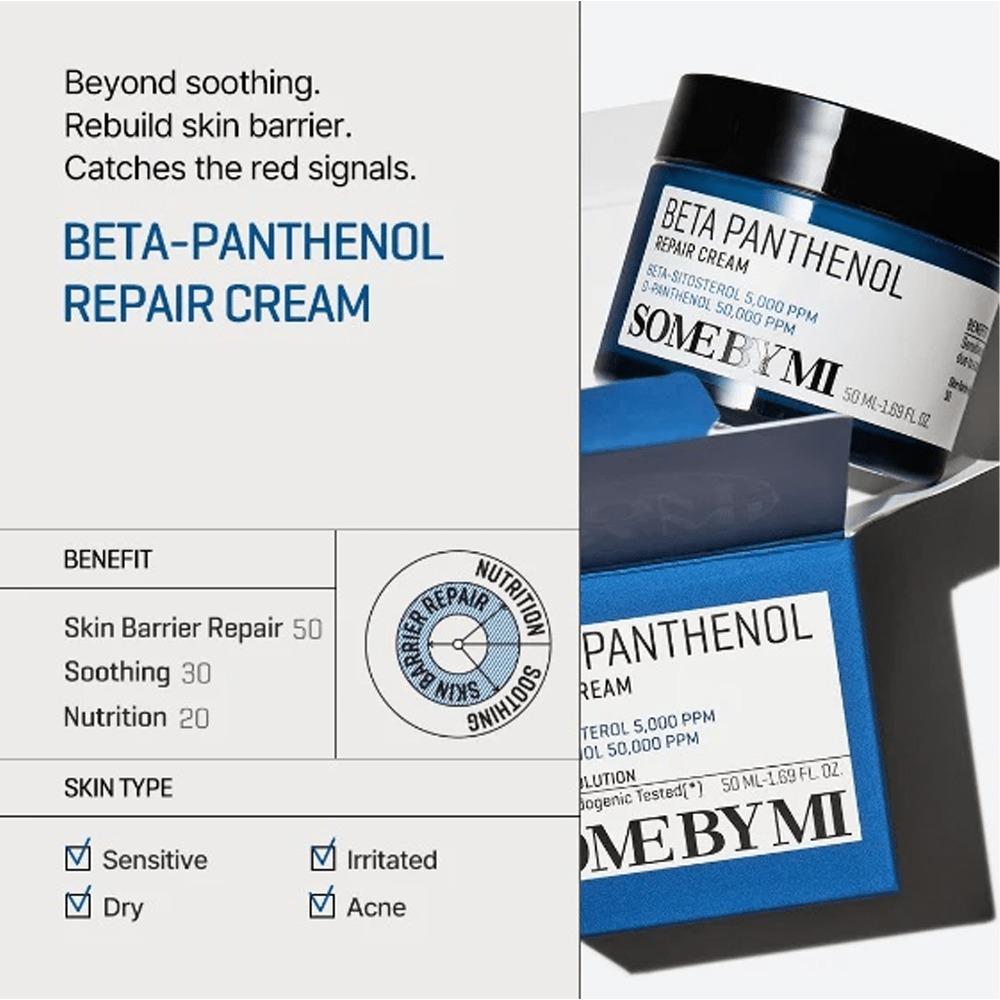 Beyond soothing.
Rebuild skin barrier.
Catches the red signals.
BETA-PANTHENOL
REPAIR CREAM
BENEFIT
Skin Barrier Repair 50
Soothing 30
Nutrition 20
NUTRITION
SKIN BARRIER REPAIR
SOOTHING
SKIN TYPE
Sensitive
Irritated
Dry
Acne
BETA PANTHENOL
REPAIR CREAM
BETA-SITOSTEROL 5,000 PPM
D-PANTHENOL 50,000 PPM
SOME BY MI
50 ML-1.69 FL. OZ.
PANTHENOL
REAM
TEROL 5,000 PPM
OL 50,000 PPM
LUTION
ogenic Tested(*) 50 ML-1.69 FL. OZ.
OME BY MI